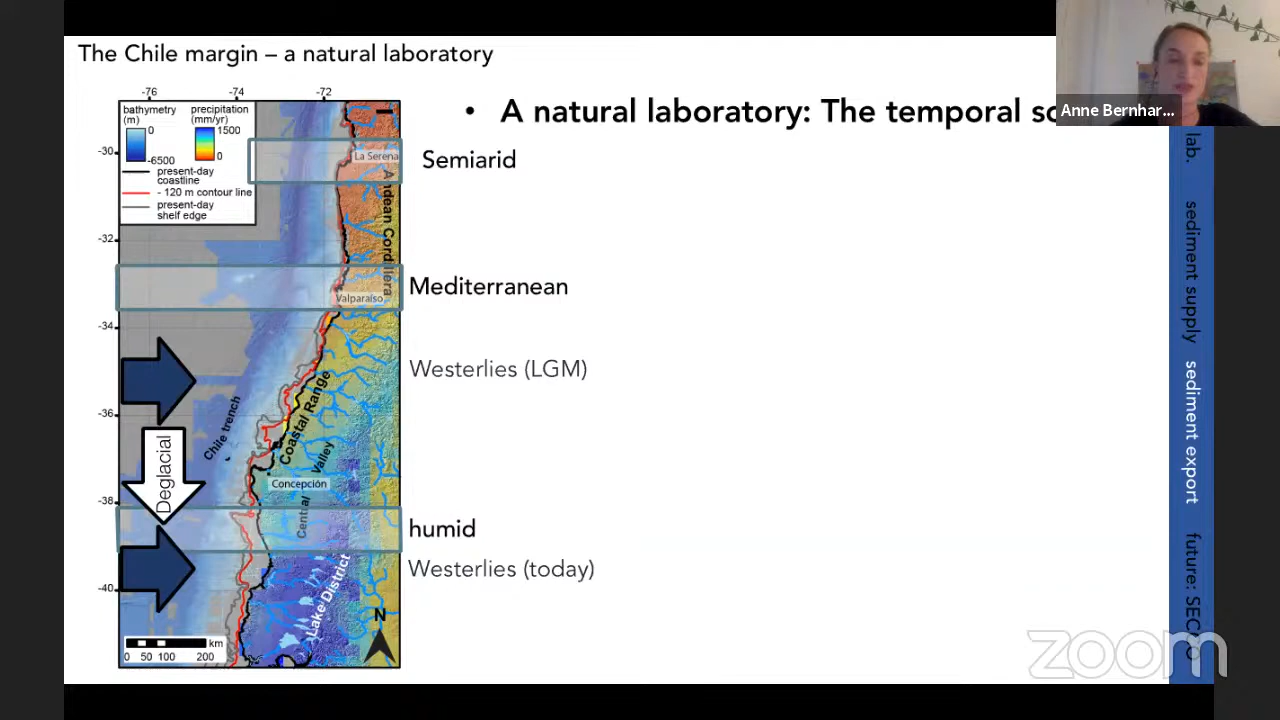 The Chile margin – a natural laboratory
• A natural laboratory: The temporal
Anne Bernhar...
-76 -74 -72
bathymetry (m)
precipitation (mm/yr)
0
-6500
1500
0
present-day coastline
- 120 m contour line
present-day shelf edge
-30
-32
-34
-36
-38
-40
La Serena
Andean Cordillera
Valparaíso
Coastal Range
Chile trench
Valley
Concepción
Central
Lake District
Deglacial
N
km
0 50 100 200
Semiarid
Mediterranean
Westerlies (LGM)
humid
Westerlies (today)
lab.
sediment supply
sediment export
future:
zoom